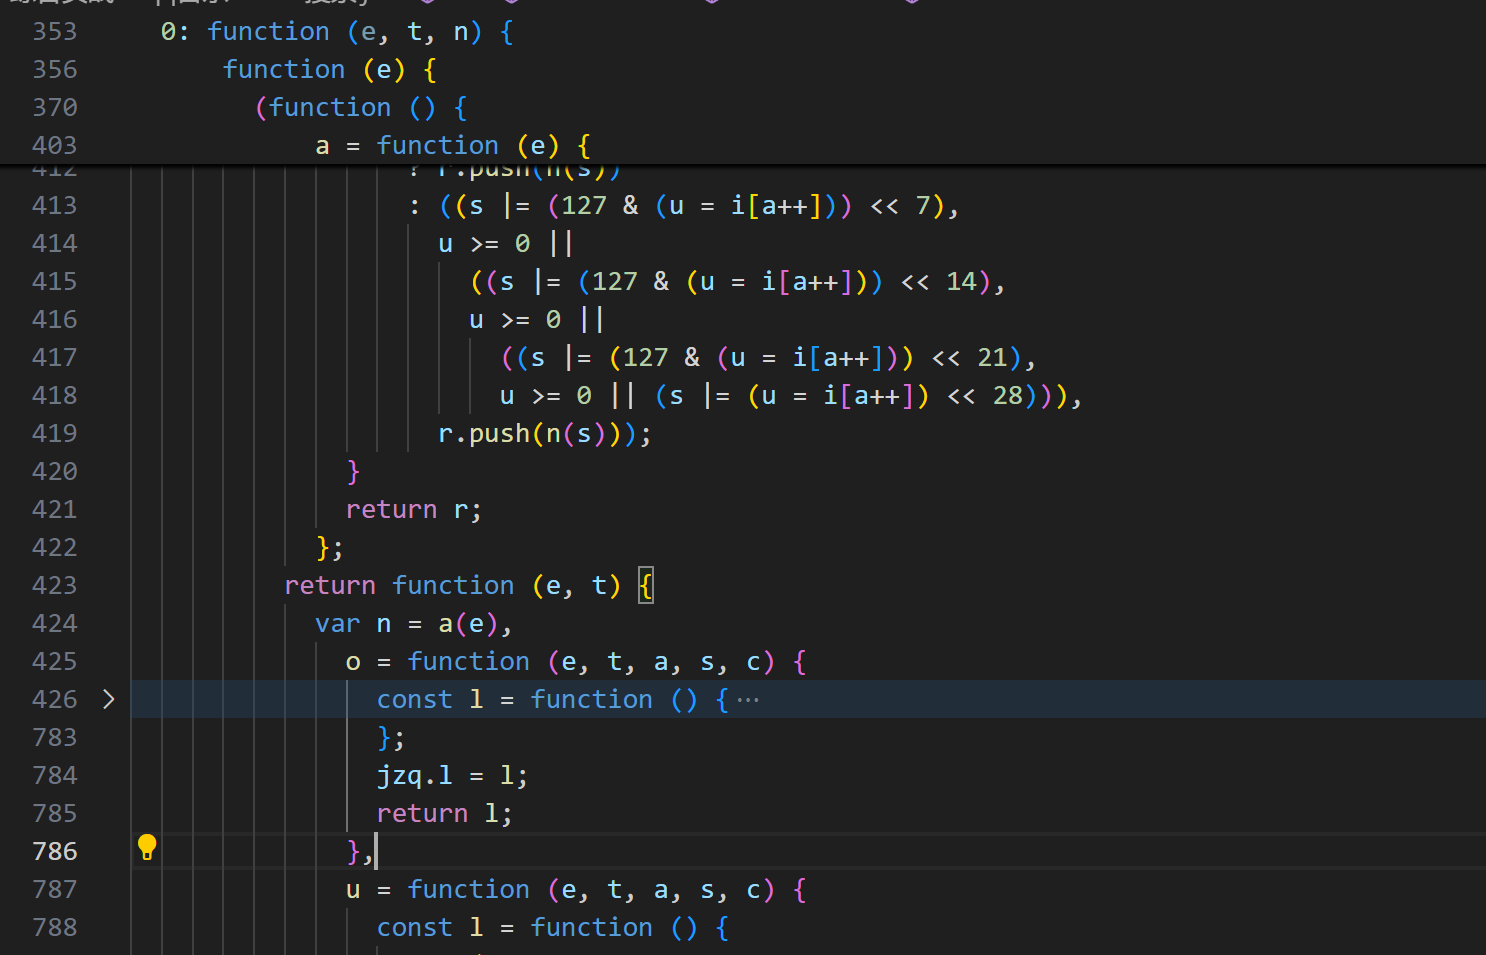 353 0: function (e, t, n) {
356 function (e) {
370 (function () {
403 a = function (e) {
412 ? r.push(n(s))
413 : ((s |= (127 & (u = i[a++])) << 7),
414 u >= 0 ||
415 ((s |= (127 & (u = i[a++])) << 14),
416 u >= 0 ||
417 ((s |= (127 & (u = i[a++])) << 21),
418 u >= 0 || (s |= (u = i[a++]) << 28))),
419 r.push(n(s)));
420 }
421 return r;
422 };
423 return function (e, t) {
424 var n = a(e),
425 o = function (e, t, a, s, c) {
426 const l = function () { ···
783 };
784 jzq.l = l;
785 return l;
786 },
787 u = function (e, t, a, s, c) {
788 const l = function () {